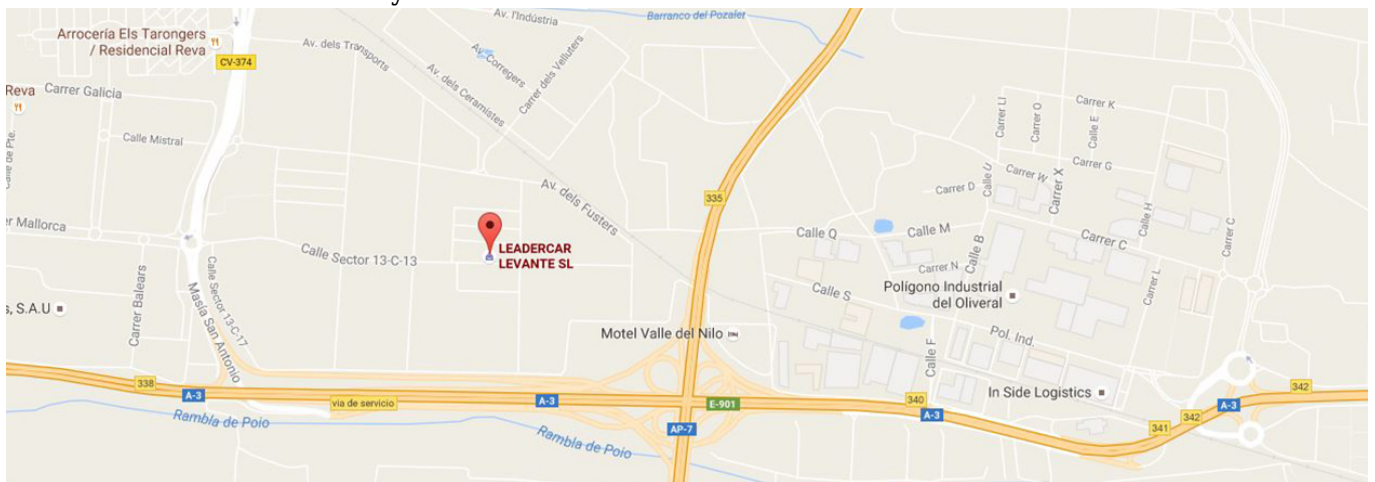 y
Arrocería Els Tarongers
/ Residencial Reva
CV-374
Av. dels Transports
Av. l'Indústria
Av. Corregers
Carrer dels Velluters
Av. dels Ceramistes
Barranco del Pozalet
Reva
Carrer Galicia
Calle Mistral
Av. dels Fusters
335
Carrer LI
Carrer O
Carrer K
Calle E
Carrer G
Calle U
Carrer W
Carrer X
Carrer D
Calle H
Carrer C
er Mallorca
Calle Sector 13-C-13
LEADERCAR
LEVANTE SL
Calle Q
Calle M
Calle B
Carrer C
Carrer N
Carrer L
Polígono Industrial
del Oliveral
Calle S
s, S.A.U
Carrer Balears
Calle Sector 13-C-17
Masía San Antonio
Motel Valle del Nilo
Pol. Ind.
Calle F
In Side Logistics
338
A-3
via de servicio
A-3
E-901
340
A-3
342
A-3
342
341
AP-7
Rambla de Poio
Rambla de Poio